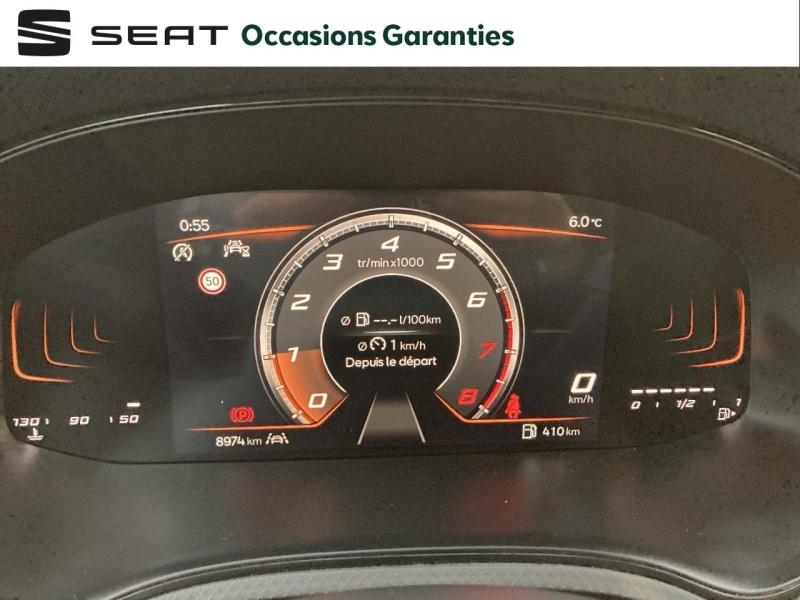 SEAT Occasions Garanties
0:55
6.0 °C
50
4
3
5
tr/min x1000
2
6
Ø --.- l/100km
Ø 1 km/h
1
7
Depuis le départ
0
8
0
km/h
130 90 50
0 1/2 1
(P)
8974 km
410 km